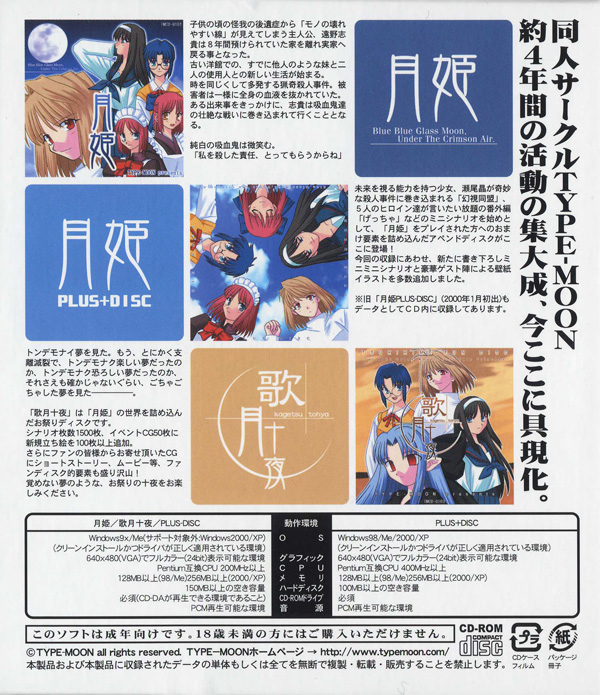 同人サークルTYPE-MOON
約4年間の活動の集大成、今ここに具現化。
Blue Blue Glass Moon,
Under The Crimson Air.
月姫
TYPE-MOON presents
子供の頃の怪我の後遺症から「モノの壊れ
やすい線」が見えてしまう主人公、遠野志
貴は8年間預けられていた家を離れ実家へ
戻る事となった。
古い洋館での、すでに他人のような妹と二
人の使用人との新しい生活が始まる。
時を同じくして多発する猟奇殺人事件。被
害者は一様に全身の血液を抜かれていた。
ある出来事をきっかけに、志貴は吸血鬼達
の壮絶な戦いに巻き込まれて行くこととな
る。
純白の吸血鬼は微笑む。
「私を殺した責任、とってもらうからね」
月姫
Blue Blue Glass Moon,
Under The Crimson Air.
月姫
PLUS+DISC
未来を視る能力を持つ少女、瀬尾晶が奇妙
な殺人事件に巻き込まれる「幻視同盟」、
5人のヒロイン達が言いたい放題の番外編
「げっちゃ」などのミニシナリオを始めと
して、「月姫」をプレイされた方へのおま
け要素を詰め込んだアペンドディスクがこ
こに登場!
今回の収録にあわせ、新たに書き下ろしミ
ニミニシナリオと豪華ゲスト陣による壁紙
イラストを多数追加しました。
※旧「月姫PLUS-DISC」(2000年1月初出)も
データとしてCD内に収録してあります。
トンデモナイ夢を見た。もう、とにかく支
離滅裂で、トンデモナク楽しい夢だったの
か、トンデモナク恐ろしい夢だったのか、
それさえも確かじゃないぐらい、ごちゃご
ちゃした夢を見た――――。
「歌月十夜」は「月姫」の世界を詰め込ん
だお祭りディスクです。
シナリオ枚数1500枚、イベントCG50枚に
新規立ち絵を100枚以上追加。
さらにファンの皆様からお寄せ頂いたCG
にショートストーリー、ムービー等、ファ
ンディスク的要素も盛り沢山!
覚めない夢のような、お祭りの十夜をお楽
しみください。
歌月十夜
kagetsu tohya
歌月十夜
TYPE-MOON presents
月姫/歌月十夜/PLUS-DISC 動作環境 PLUS+DISC
Windows9x/Me(サポート対象外:Windows2000/XP) OS Windows98/Me/2000/XP
(クリーンインストールかつドライバが正しく適用されている環境) (クリーンインストールかつドライバが正しく適用されている環境)
640x480(VGA)でフルカラー(24bit)表示可能な環境 グラフィック 640x480(VGA)でフルカラー(24bit)表示可能な環境
Pentium互換CPU 200MHz以上 CPU Pentium互換CPU 400MHz以上
128MB以上(98/Me)256MB以上(2000/XP) メモリ 128MB以上(98/Me)256MB以上(2000/XP)
150MB以上の空き容量 ハードディスク 100MB以上の空き容量
必須(CD-DAが再生できる環境であること) CD-ROMドライブ 必須
PCM再生可能な環境 音源 PCM再生可能な環境
このソフトは成年向けです。18歳未満の方にはご購入いただけません。
CD-ROM
COMPACT disc
プラ
CDケース
フィルム
紙
パッケージ
冊子
©TYPE-MOON all rights reserved. TYPE-MOONホームページ → http://www.typemoon.com/
本製品および本製品に収録されたデータの単体もしくは全てを無断で複製・転載・販売することを禁止します。